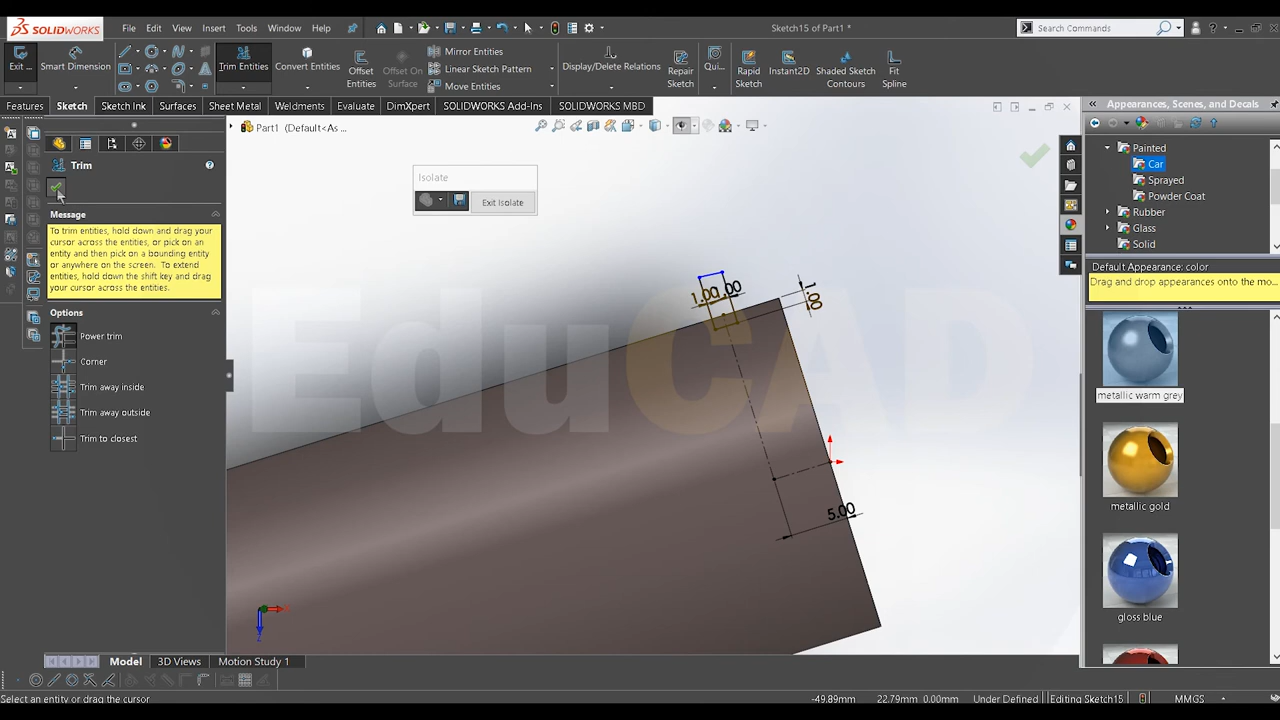 SOLIDWORKS File Edit View Insert Tools Window Sketch15 of Part1 * Search Commands
Exit ... Smart Dimension Trim Entities Convert Entities Offset Entities Offset On Surface Mirror Entities Display/Delete Relations Repair Sketch Qui... Rapid Sketch Instant2D Shaded Sketch Contours Fit Spline
Linear Sketch Pattern
Move Entities
Features Sketch Sketch Ink Surfaces Sheet Metal Weldments Evaluate DimXpert SOLIDWORKS Add-Ins SOLIDWORKS MBD
Appearances, Scenes, and Decals
Part1 (Default<As ...
Trim
Message
To trim entities, hold down and drag your
cursor across the entities, or pick on an
entity and then pick on a bounding entity
or anywhere on the screen. To extend
entities, hold down the shift key and drag
your cursor across the entities.
Options
Power trim
Corner
Trim away inside
Trim away outside
Trim to closest
Isolate
Exit Isolate
1.00
1.00
1.00
5.00
EduCAD
Painted
Car
Sprayed
Powder Coat
Rubber
Glass
Solid
Default Appearance: color
Drag and drop appearances onto the mo...
metallic warm grey
metallic gold
gloss blue
Model 3D Views Motion Study 1
Select an entity or drag the cursor -49.89mm 22.79mm 0.00mm Under Defined Editing Sketch15 MMGS